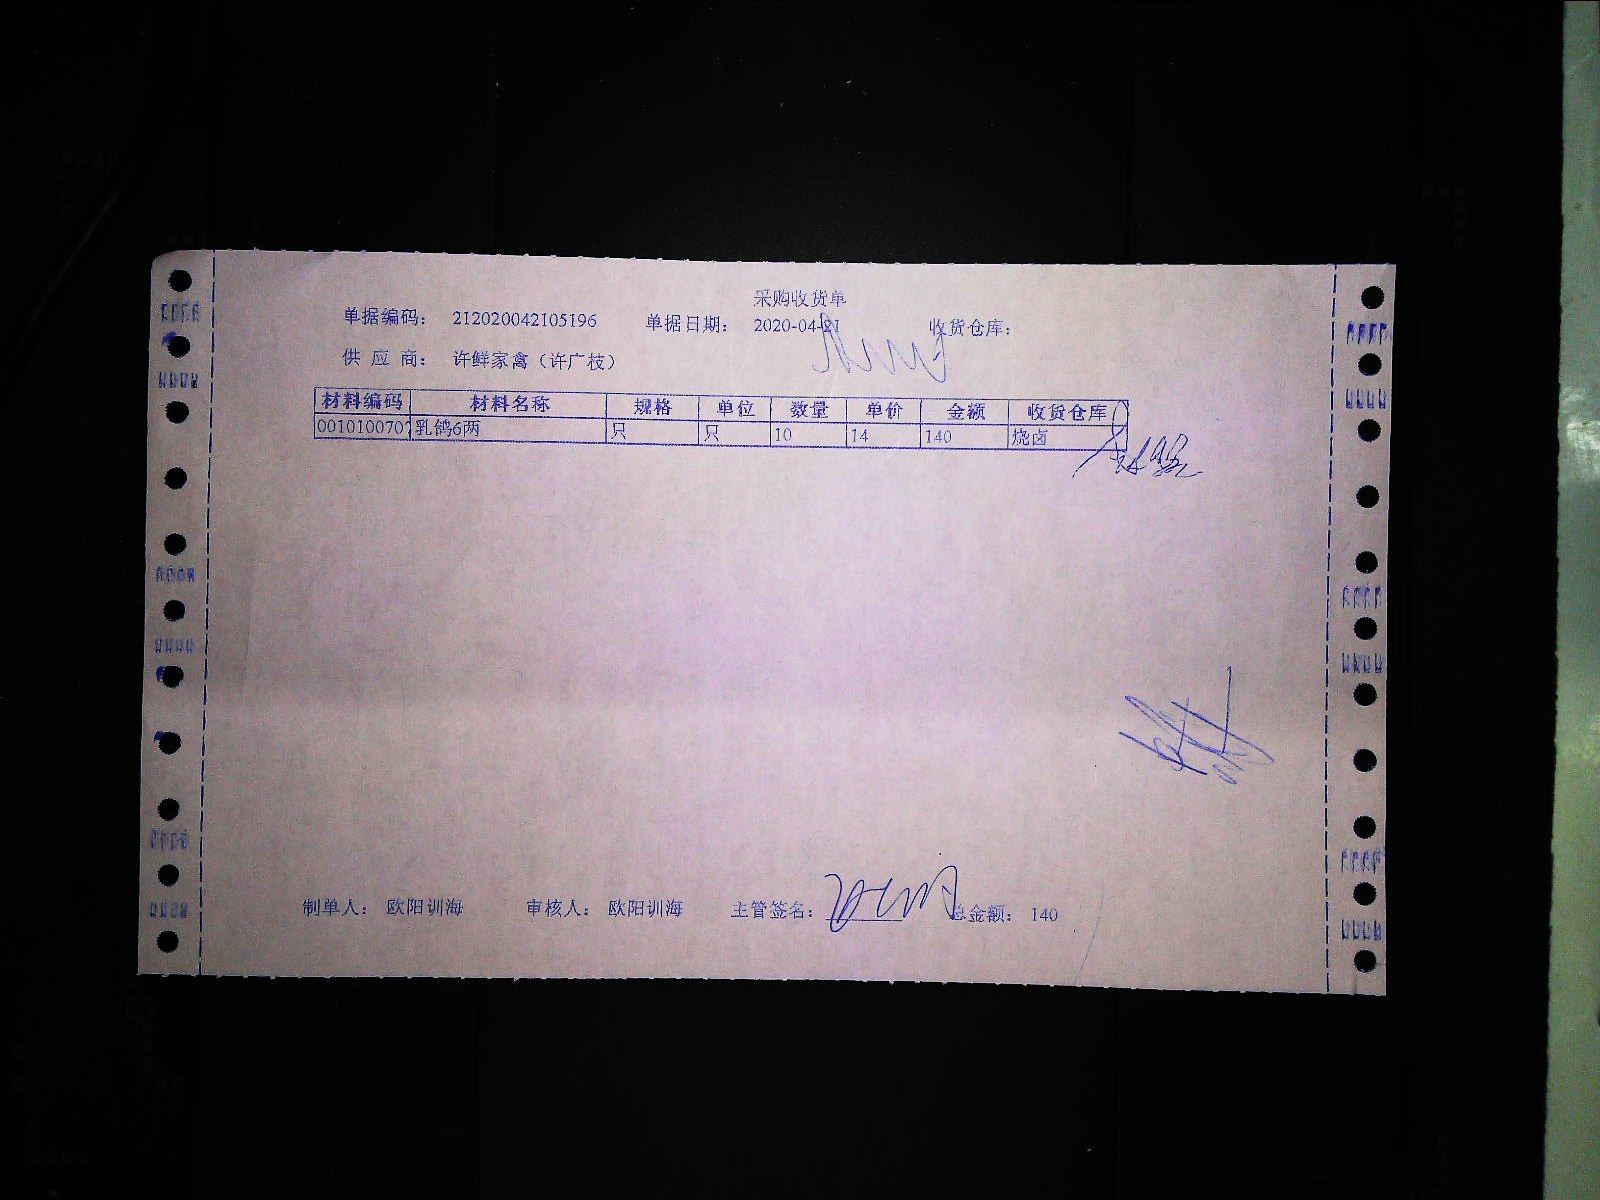 采购收货单
单据编码： 212020042105196 单据日期： 2020-04-21 收货仓库：
供应商： 许鲜家禽（许广枝）
材料编码 材料名称 规格 单位 数量 单价 金额 收货仓库
0010100707 乳鸽6两 只 只 10 14 140 烧卤
制单人： 欧阳训海 审核人： 欧阳训海 主管签名： 总金额： 140